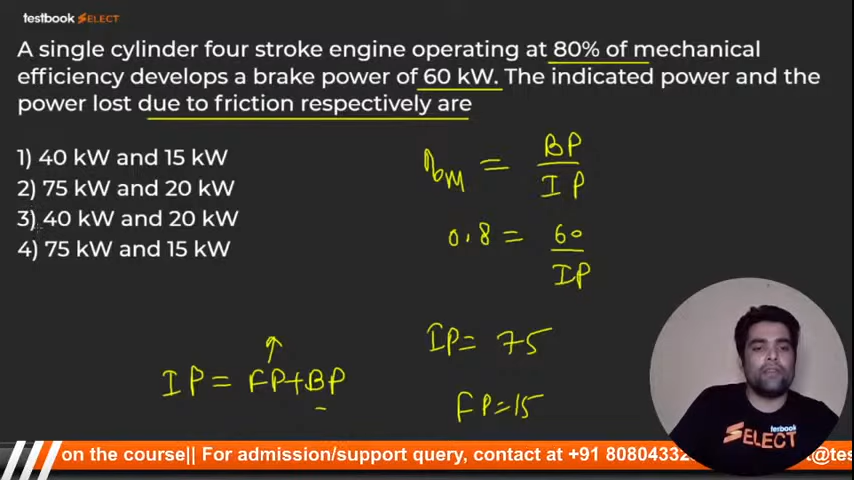 testbook SELECT
A single cylinder four stroke engine operating at 80% of mechanical
efficiency develops a brake power of 60 kW. The indicated power and the
power lost due to friction respectively are
1) 40 kW and 15 kW
2) 75 kW and 20 kW
3) 40 kW and 20 kW
4) 75 kW and 15 kW
ηm = BP/IP
0.8 = 60/IP
IP = 75
IP = FP+BP
FP=15
testbook
SELECT
on the course|| For admission/support query, contact at +91 8080433